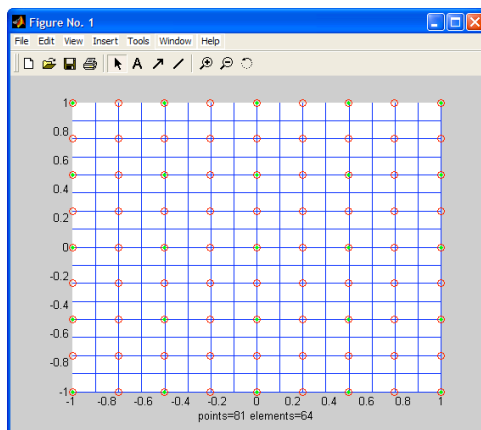 Figure No. 1
File Edit View Insert Tools Window Help
A
1
0.8
0.6
0.4
0.2
0
-0.2
-0.4
-0.6
-0.8
-1
-1 -0.8 -0.6 -0.4 -0.2 0 0.2 0.4 0.6 0.8 1
points=81 elements=64